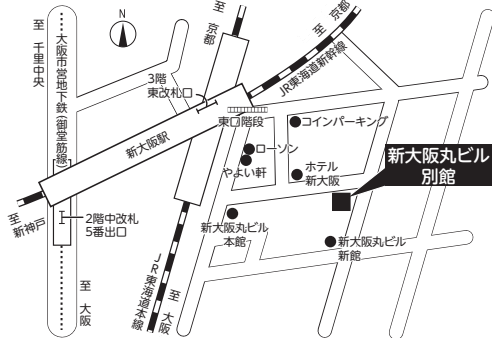 至 京都
至 京都
N
至 千里中央
大阪市営地下鉄(御堂筋線)
JR東海道新幹線
3階
東改札口
東口階段
コインパーキング
新大阪駅
ローソン
やよい軒
ホテル
新大阪
新大阪丸ビル
別館
至 新神戸
2階中改札
5番出口
新大阪丸ビル
本館
新大阪丸ビル
新館
至 大阪
JR東海道本線
至 大阪